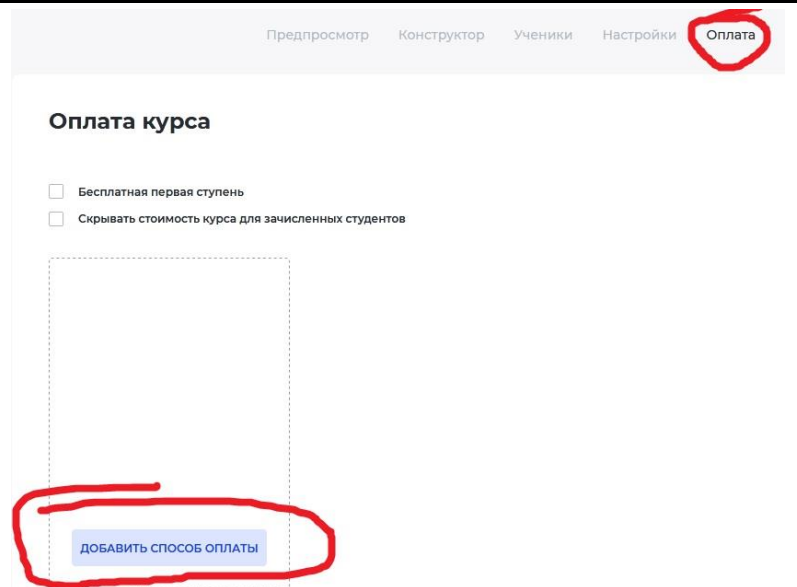 Предпросмотр Конструктор Ученики Настройки Оплата
Оплата курса
Бесплатная первая ступень
Скрывать стоимость курса для зачисленных студентов
ДОБАВИТЬ СПОСОБ ОПЛАТЫ